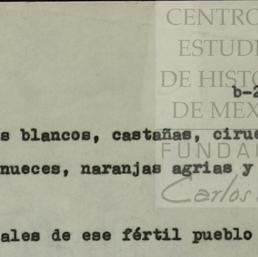 CENTRO
ESTUDI
DE HISTO
DE MEX
FUNDA
Carlos
b-2
s blancos, castañas, cirue
nueces, naranjas agrias y
ales de ese fértil pueblo